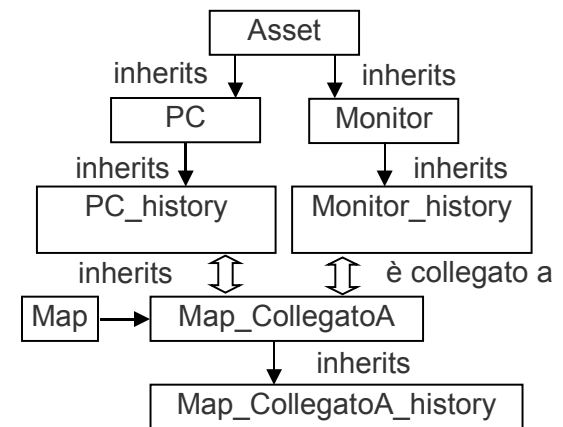 Asset
inherits inherits
PC Monitor
inherits inherits
PC_history Monitor_history
inherits è collegato a
Map Map_CollegatoA
inherits
Map_CollegatoA_history